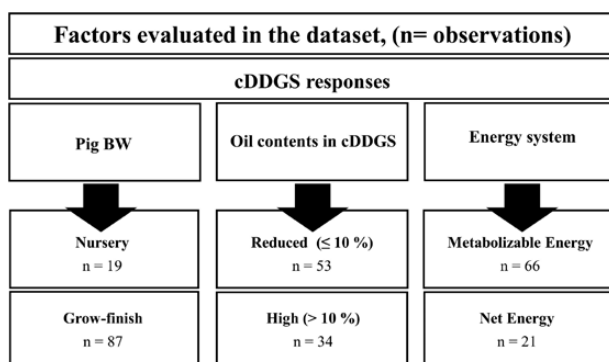 Factors evaluated in the dataset, (n= observations)
cDDGS responses
Pig BW
Oil contents in cDDGS
Energy system
Nursery
n = 19
Reduced (≤ 10 %)
n = 53
Metabolizable Energy
n = 66
Grow-finish
n = 87
High (> 10 %)
n = 34
Net Energy
n = 21